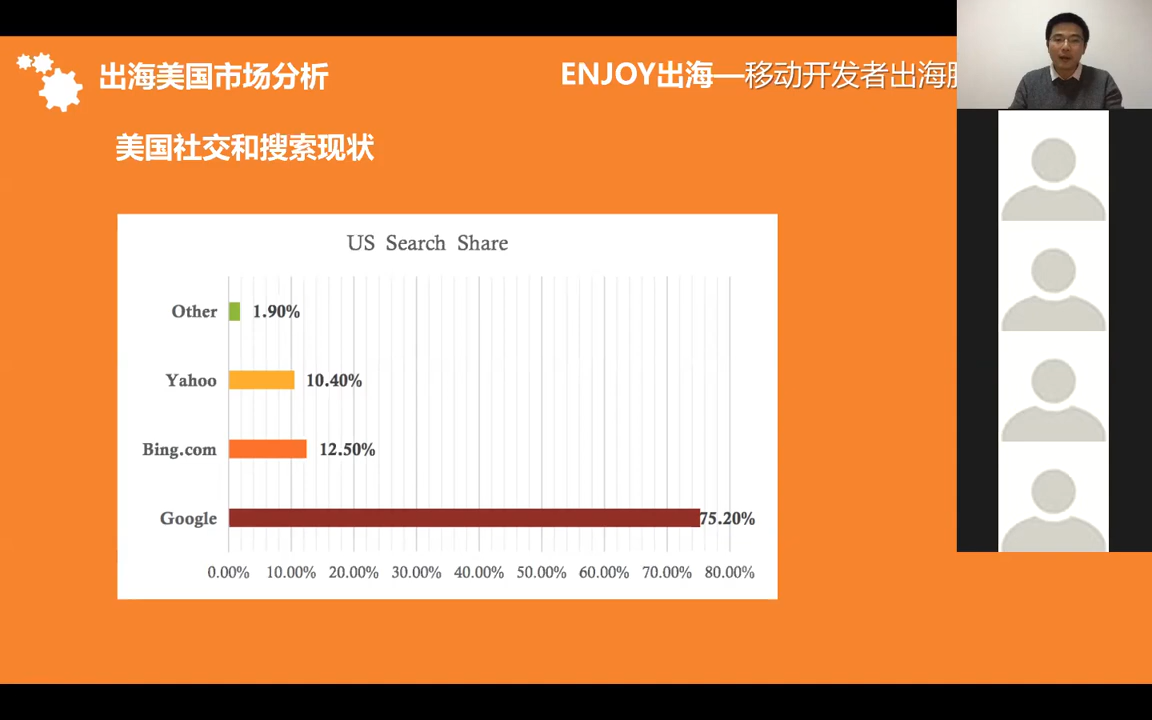 出海美国市场分析
ENJOY出海—移动开发者出海
美国社交和搜索现状
US Search Share
Other 1.90%
Yahoo 10.40%
Bing.com 12.50%
Google 75.20%
0.00% 10.00% 20.00% 30.00% 40.00% 50.00% 60.00% 70.00% 80.00%